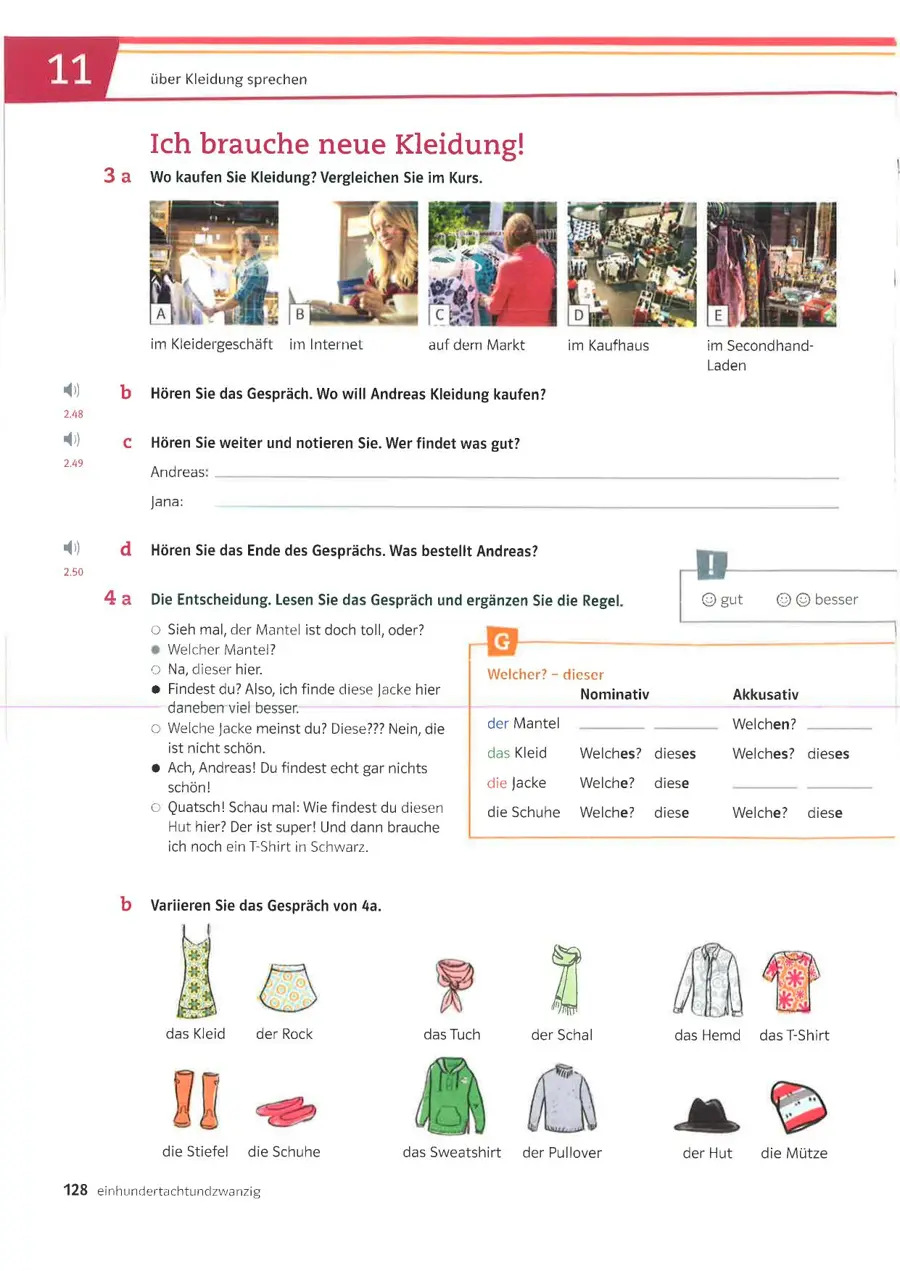 11
über Kleidung sprechen
Ich brauche neue Kleidung!
3 a Wo kaufen Sie Kleidung? Vergleichen Sie im Kurs.
A B C D E
im Kleidergeschäft im Internet auf dem Markt im Kaufhaus im Secondhand-
Laden
b Hören Sie das Gespräch. Wo will Andreas Kleidung kaufen?
2.48
c Hören Sie weiter und notieren Sie. Wer findet was gut?
2.49
Andreas:
Jana:
d Hören Sie das Ende des Gesprächs. Was bestellt Andreas?
2.50
!
gut besser
4 a Die Entscheidung. Lesen Sie das Gespräch und ergänzen Sie die Regel.
Sieh mal, der Mantel ist doch toll, oder?
Welcher Mantel?
Na, dieser hier.
Findest du? Also, ich finde diese Jacke hier
daneben viel besser.
Welche Jacke meinst du? Diese??? Nein, die
ist nicht schön.
Ach, Andreas! Du findest echt gar nichts
schön!
Quatsch! Schau mal: Wie findest du diesen
Hut hier? Der ist super! Und dann brauche
ich noch ein T-Shirt in Schwarz.
G
Welcher? – dieser
Nominativ Akkusativ
der Mantel Welchen?
das Kleid Welches? dieses Welches? dieses
die Jacke Welche? diese
die Schuhe Welche? diese Welche? diese
b Variieren Sie das Gespräch von 4a.
das Kleid der Rock das Tuch der Schal das Hemd das T-Shirt
die Stiefel die Schuhe das Sweatshirt der Pullover der Hut die Mütze
128 einhundertachtundzwanzig